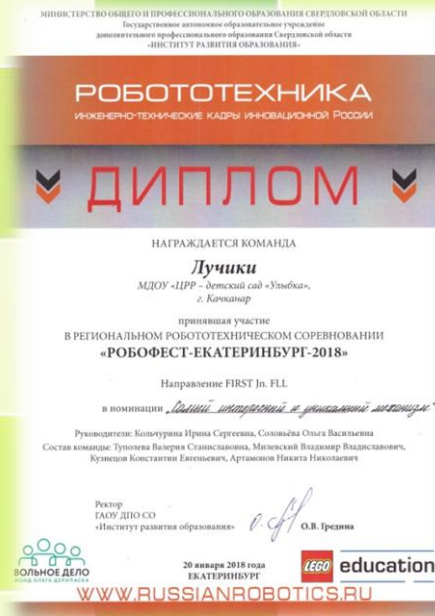 МИНИСТЕРСТВО ОБЩЕГО И ПРОФЕССИОНАЛЬНОГО ОБРАЗОВАНИЯ СВЕРДЛОВСКОЙ ОБЛАСТИ
Государственное автономное образовательное учреждение
дополнительного профессионального образования Свердловской области
«ИНСТИТУТ РАЗВИТИЯ ОБРАЗОВАНИЯ»
РОБОТОТЕХНИКА
ИНЖЕНЕРНО-ТЕХНИЧЕСКИЕ КАДРЫ ИННОВАЦИОННОЙ РОССИИ
ДИПЛОМ
НАГРАЖДАЕТСЯ КОМАНДА
Лучики
МДОУ «ЦРР – детский сад «Улыбка»,
г. Качканар
принявшая участие
В РЕГИОНАЛЬНОМ РОБОТОТЕХНИЧЕСКОМ СОРЕВНОВАНИИ
«РОБОФЕСТ-ЕКАТЕРИНБУРГ-2018»
Направление FIRST Jn. FLL
в номинации „Самый интересный и уникальный механизм"
Руководители: Кольчурина Ирина Сергеевна, Соловьёва Ольга Васильевна
Состав команды: Туполева Валерия Станиславовна, Милевский Владимир Владиславович,
Кузнецов Константин Евгеньевич, Артамонов Никита Николаевич
Ректор
ГАОУ ДПО СО
«Институт развития образования» О.В. Гредина
ВОЛЬНОЕ ДЕЛО
ФОНД ОЛЕГА ДЕРИПАСКА
20 января 2018 года
ЕКАТЕРИНБУРГ
LEGO education
WWW.RUSSIANROBOTICS.RU